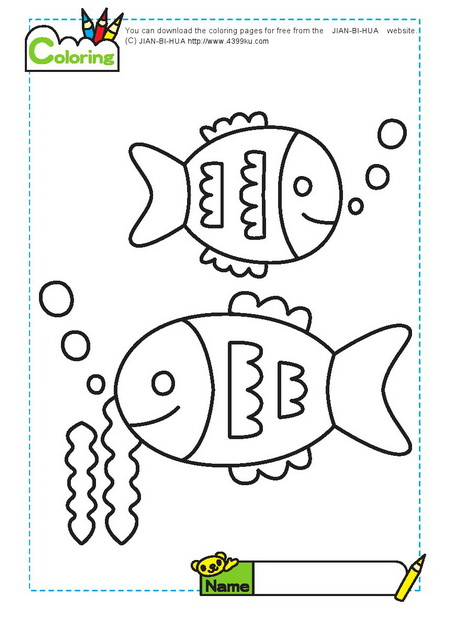 You can download the coloring pages for free from the JIAN-BI-HUA website.
(C) JIAN-BI-HUA http://www.4399ku.com
Coloring
Name